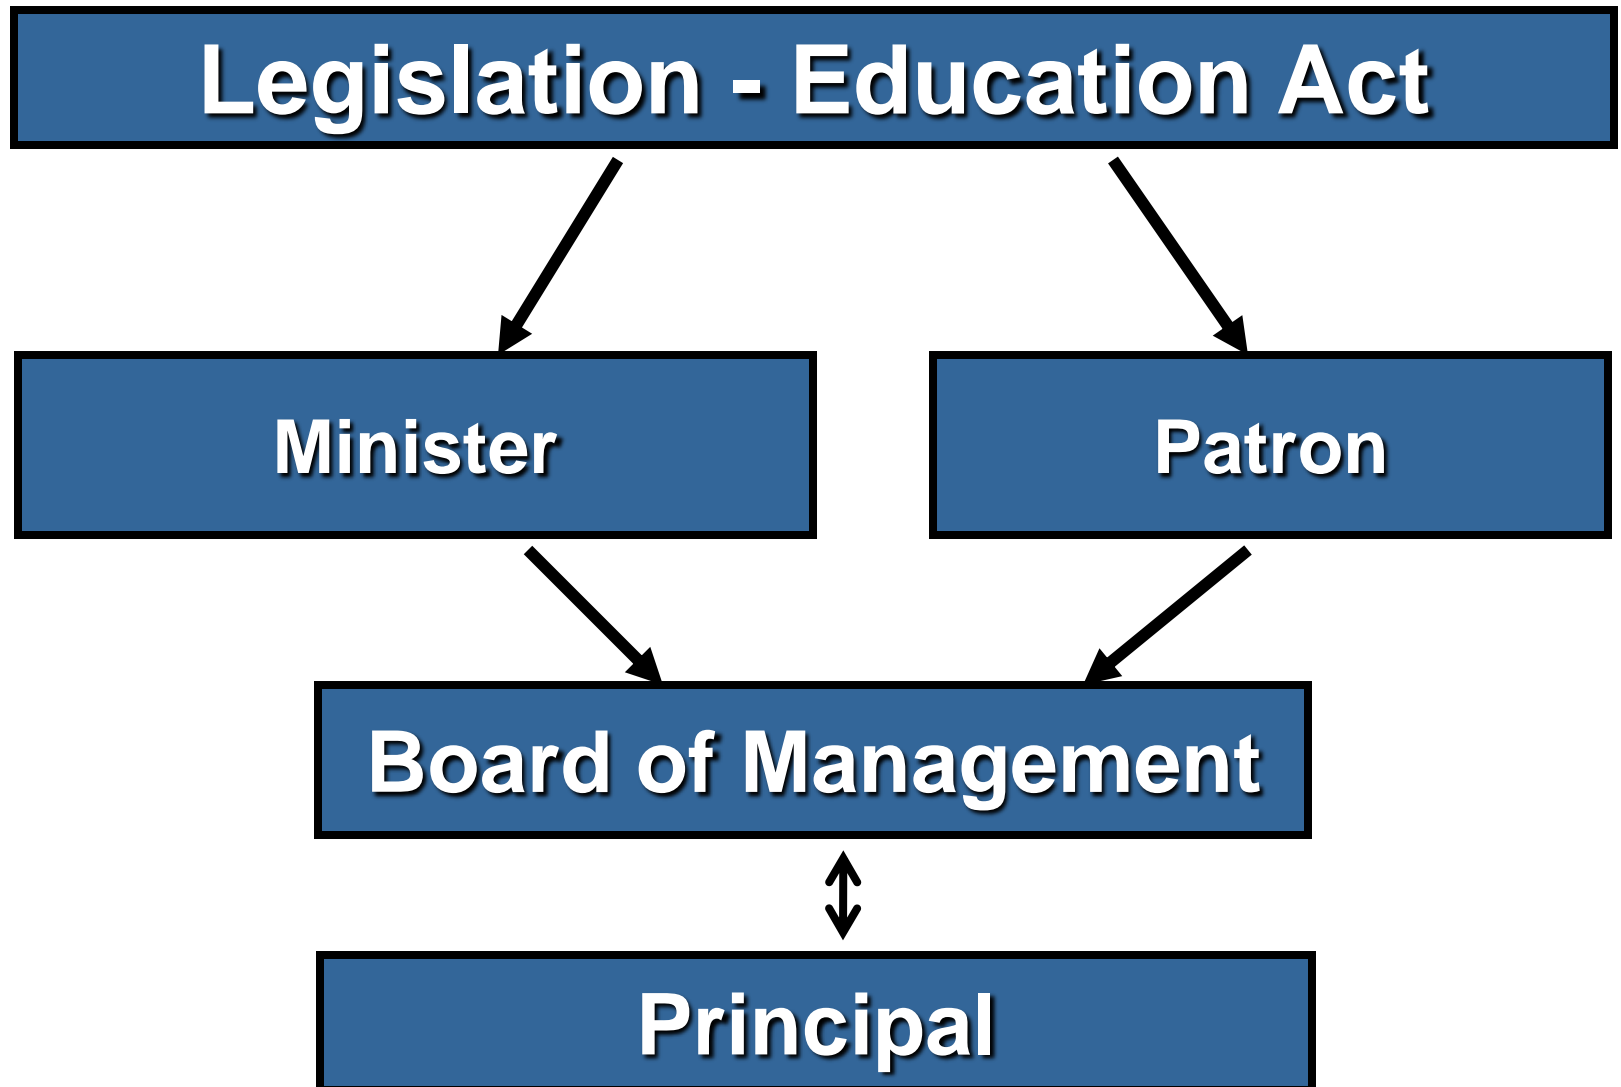 Legislation - Education Act
Minister
Patron
Board of Management
Principal